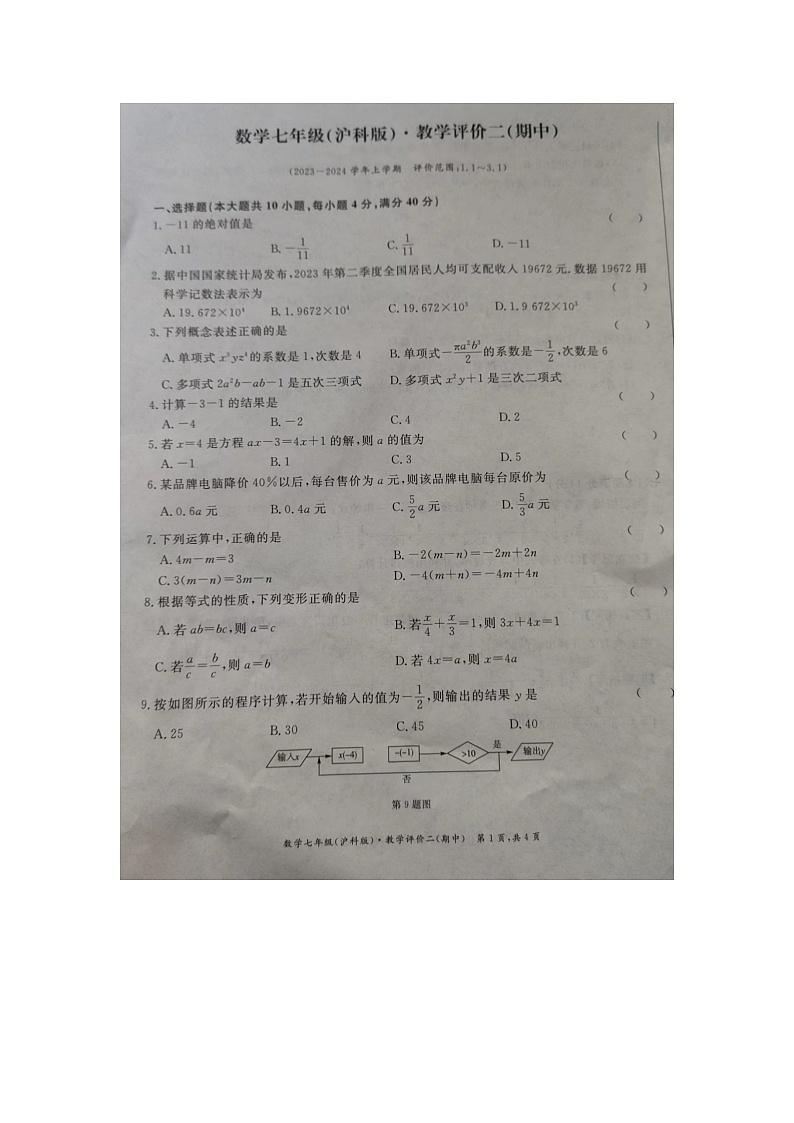 数学七年级(沪科版)·教学评价二(期中)
(2023－2024学年上学期 评价范围:1.1～3.1)
一、选择题(本大题共10小题,每小题4分,满分40分)
1.－11的绝对值是 (  )
A.11 B.－1/11 C.1/11 D.－11
2.据中国国家统计局发布,2023年第二季度全国居民人均可支配收入19672元.数据19672用
科学记数法表示为 (  )
A.19.672×10⁴ B.1.9672×10⁴ C.19.672×10³ D.1.9672×10³
3.下列概念表述正确的是 (  )
A.单项式x³yz⁴的系数是1,次数是4 B.单项式－πa²b³/2的系数是－1/2,次数是6
C.多项式2a²b－ab－1是五次三项式 D.多项式x²y＋1是三次二项式
4.计算－3－1的结果是 (  )
A.－4 B.－2 C.4 D.2
5.若x＝4是方程ax－3＝4x＋1的解,则a的值为 (  )
A.－1 B.1 C.3 D.5
6.某品牌电脑降价40%以后,每台售价为a元,则该品牌电脑每台原价为 (  )
A.0.6a元 B.0.4a元 C.5/2a元 D.5/3a元
7.下列运算中,正确的是 (  )
A.4m－m＝3 B.－2(m－n)＝－2m＋2n
C.3(m－n)＝3m－n D.－4(m＋n)＝－4m＋4n
8.根据等式的性质,下列变形正确的是 (  )
A.若ab＝bc,则a＝c B.若x/4＋x/3＝1,则3x＋4x＝1
C.若a/c＝b/c,则a＝b D.若4x＝a,则x＝4a
9.按如图所示的程序计算,若开始输入的值为－1/2,则输出的结果y是 (  )
A.25 B.30 C.45 D.40
输入x x(－4) －(－1) >10 是 输出y
否
第9题图
数学七年级(沪科版)·教学评价二(期中) 第1页,共4页